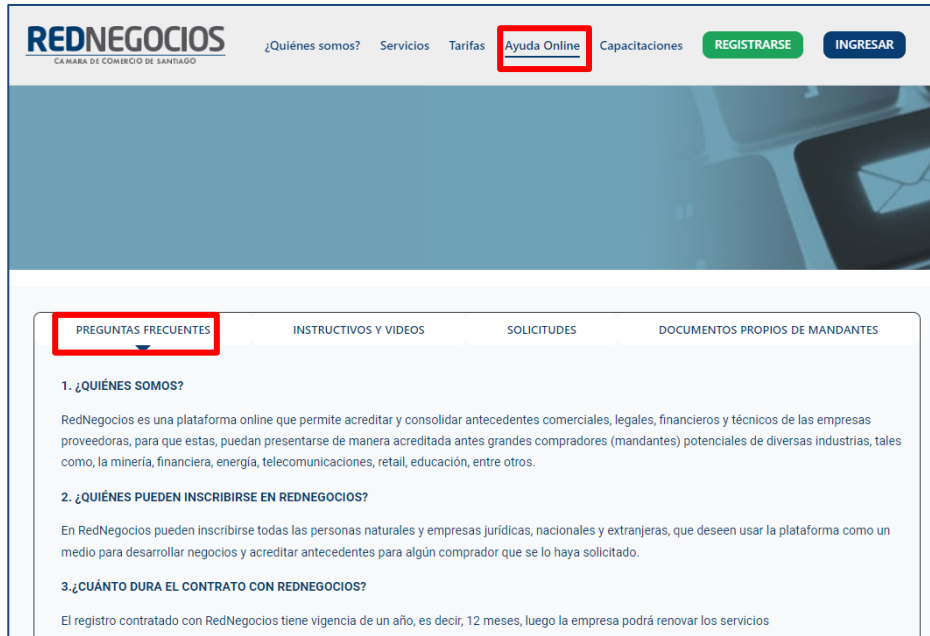 REDNEGOCIOS
CAMARA DE COMERCIO DE SANTIAGO
¿Quiénes somos? Servicios Tarifas Ayuda Online Capacitaciones REGISTRARSE INGRESAR
PREGUNTAS FRECUENTES INSTRUCTIVOS Y VIDEOS SOLICITUDES DOCUMENTOS PROPIOS DE MANDANTES
1. ¿QUIÉNES SOMOS?
RedNegocios es una plataforma online que permite acreditar y consolidar antecedentes comerciales, legales, financieros y técnicos de las empresas
proveedoras, para que estas, puedan presentarse de manera acreditada antes grandes compradores (mandantes) potenciales de diversas industrias, tales
como, la minería, financiera, energía, telecomunicaciones, retail, educación, entre otros.
2. ¿QUIÉNES PUEDEN INSCRIBIRSE EN REDNEGOCIOS?
En RedNegocios pueden inscribirse todas las personas naturales y empresas jurídicas, nacionales y extranjeras, que deseen usar la plataforma como un
medio para desarrollar negocios y acreditar antecedentes para algún comprador que se lo haya solicitado.
3.¿CUÁNTO DURA EL CONTRATO CON REDNEGOCIOS?
El registro contratado con RedNegocios tiene vigencia de un año, es decir, 12 meses, luego la empresa podrá renovar los servicios